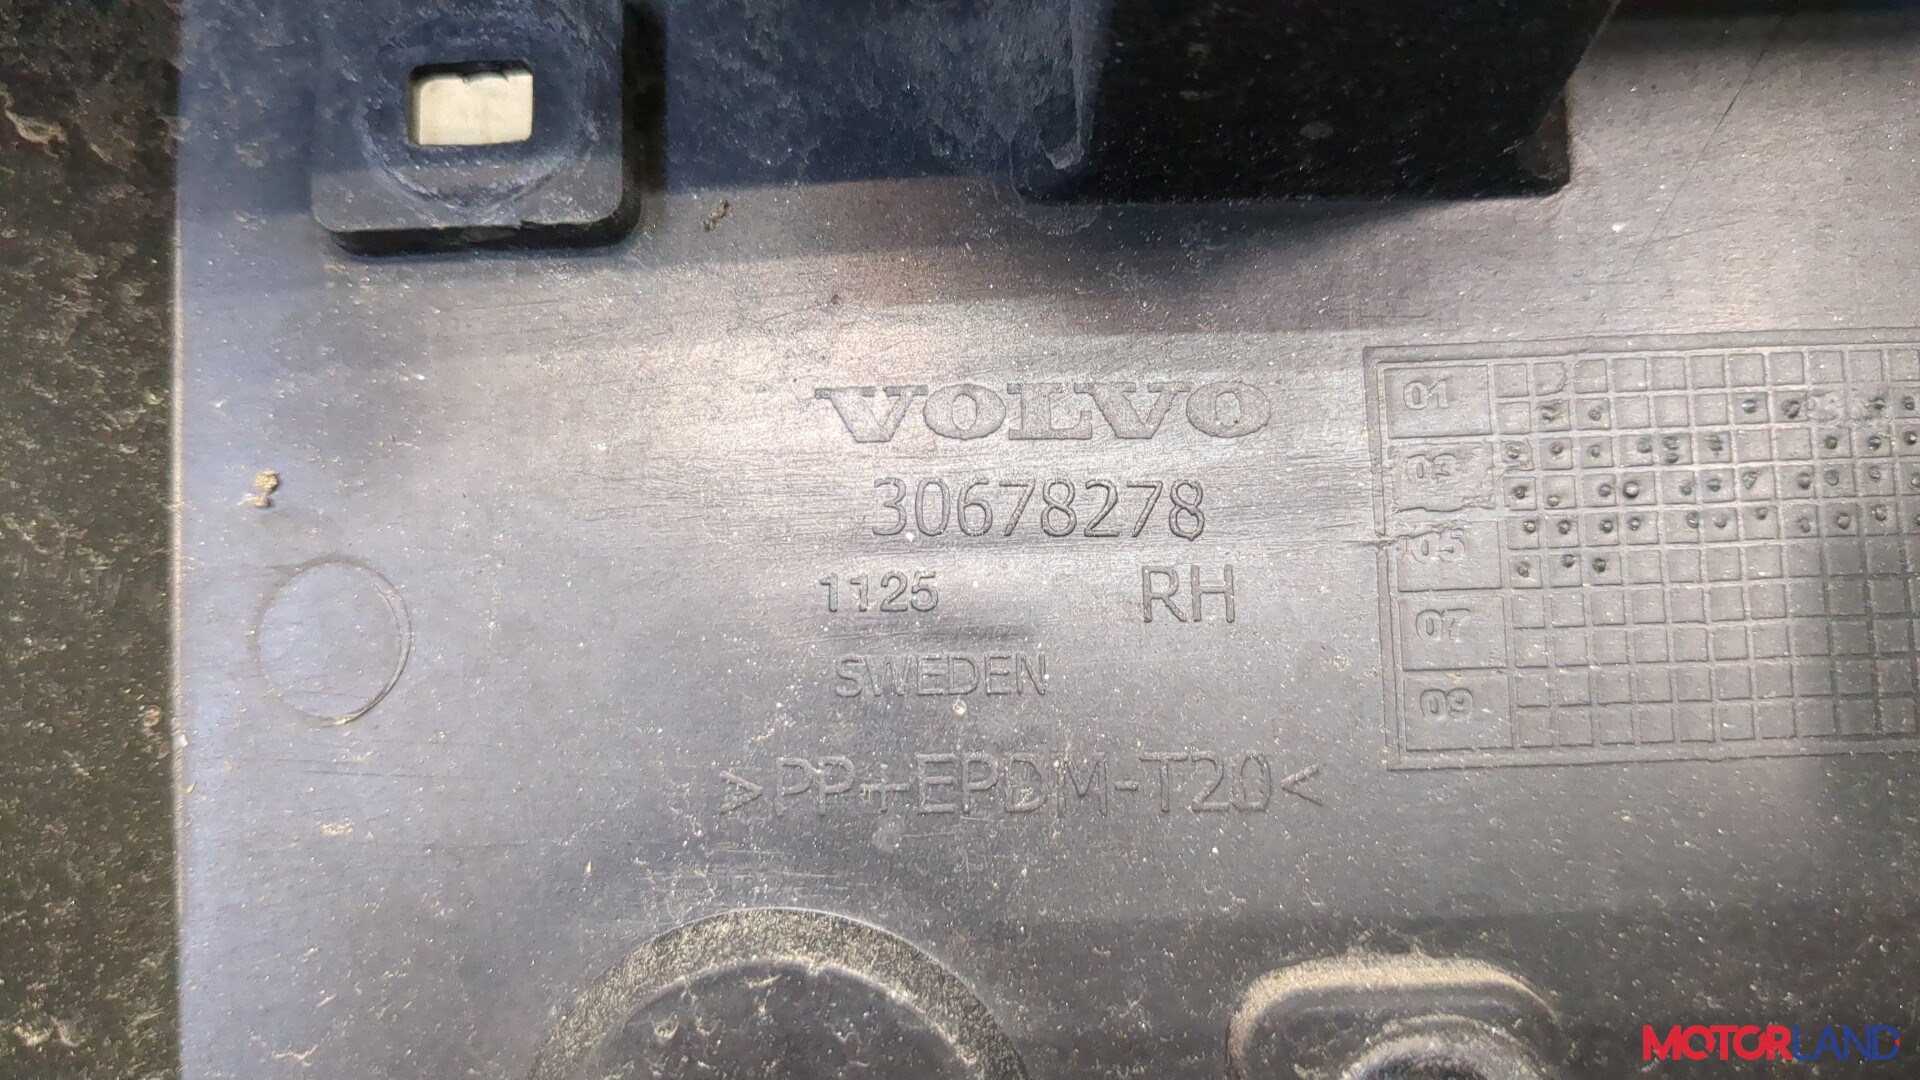 VOLVO
30678278
1125 RH
SWEDEN
>PP+EPDM-T20<
01
03
05
07
09
MOTORLAND